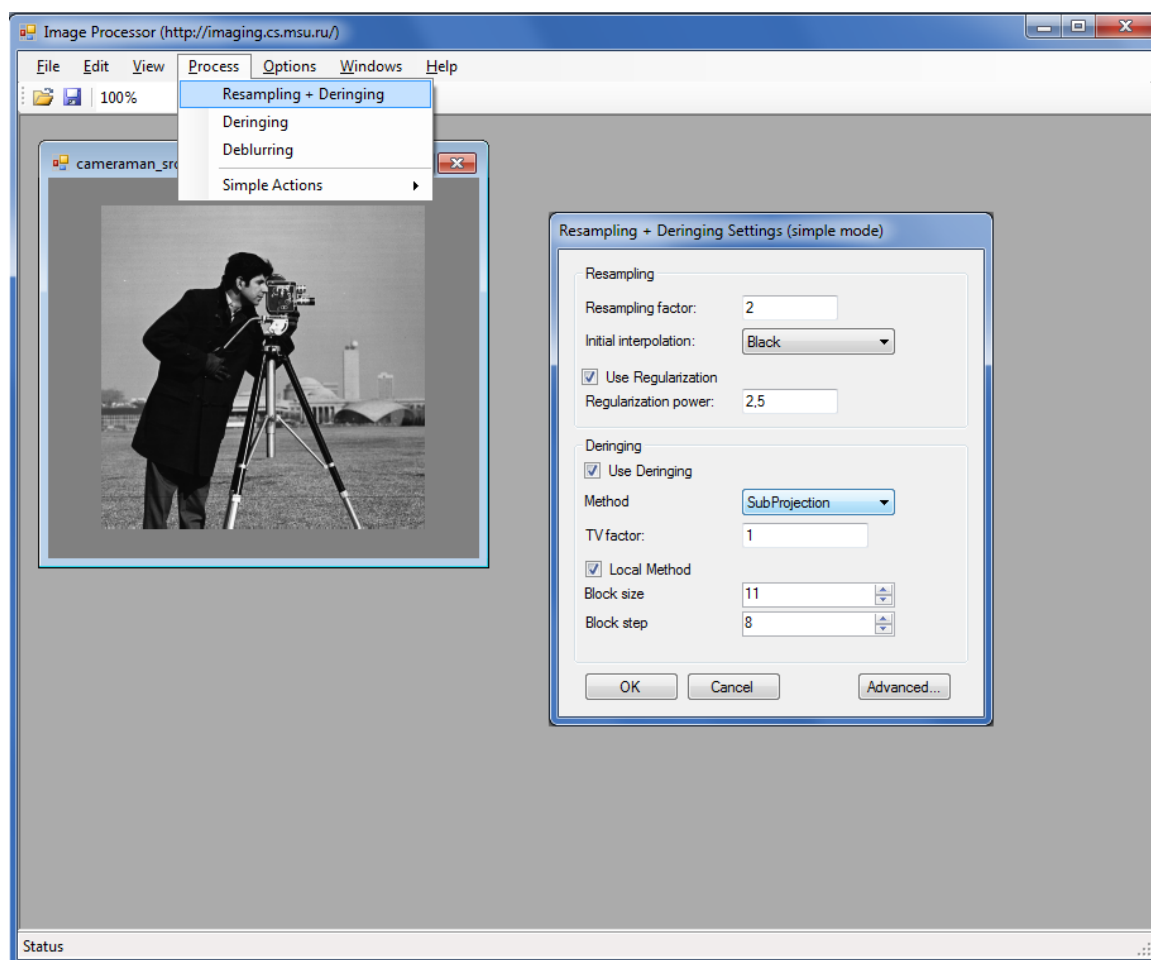 Image Processor (http://imaging.cs.msu.ru/)
File Edit View Process Options Windows Help
100%
Resampling + Deringing
Deringing
Deblurring
Simple Actions
cameraman_src
Resampling + Deringing Settings (simple mode)
Resampling
Resampling factor: 2
Initial interpolation: Black
Use Regularization
Regularization power: 2,5
Deringing
Use Deringing
Method SubProjection
TV factor: 1
Local Method
Block size 11
Block step 8
OK Cancel Advanced...
Status